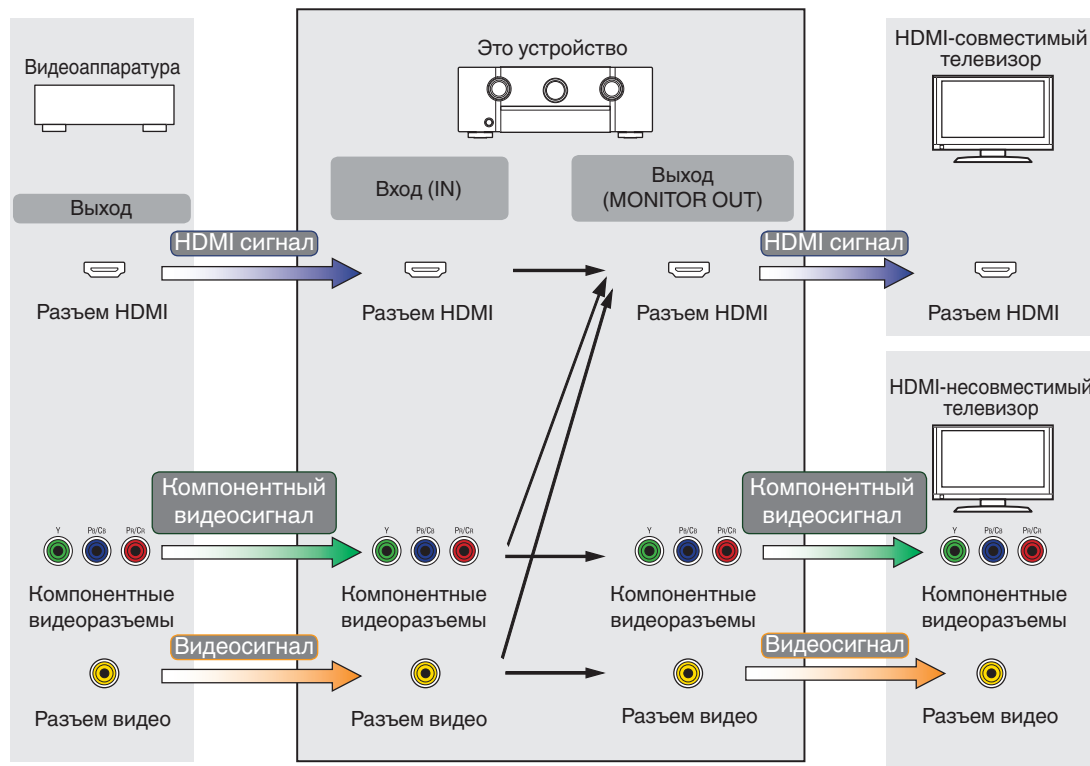 Видеоаппаратура
Это устройство
HDMI-совместимый
телевизор
Выход
Вход (IN)
Выход
(MONITOR OUT)
HDMI сигнал
HDMI сигнал
Разъем HDMI
Разъем HDMI
Разъем HDMI
Разъем HDMI
HDMI-несовместимый
телевизор
Компонентный
видеосигнал
Компонентный
видеосигнал
Y PB/CB PR/CR
Y PB/CB PR/CR
Y PB/CB PR/CR
Y PB/CB PR/CR
Компонентные
видеоразъемы
Компонентные
видеоразъемы
Компонентные
видеоразъемы
Компонентные
видеоразъемы
Видеосигнал
Видеосигнал
Разъем видео
Разъем видео
Разъем видео
Разъем видео